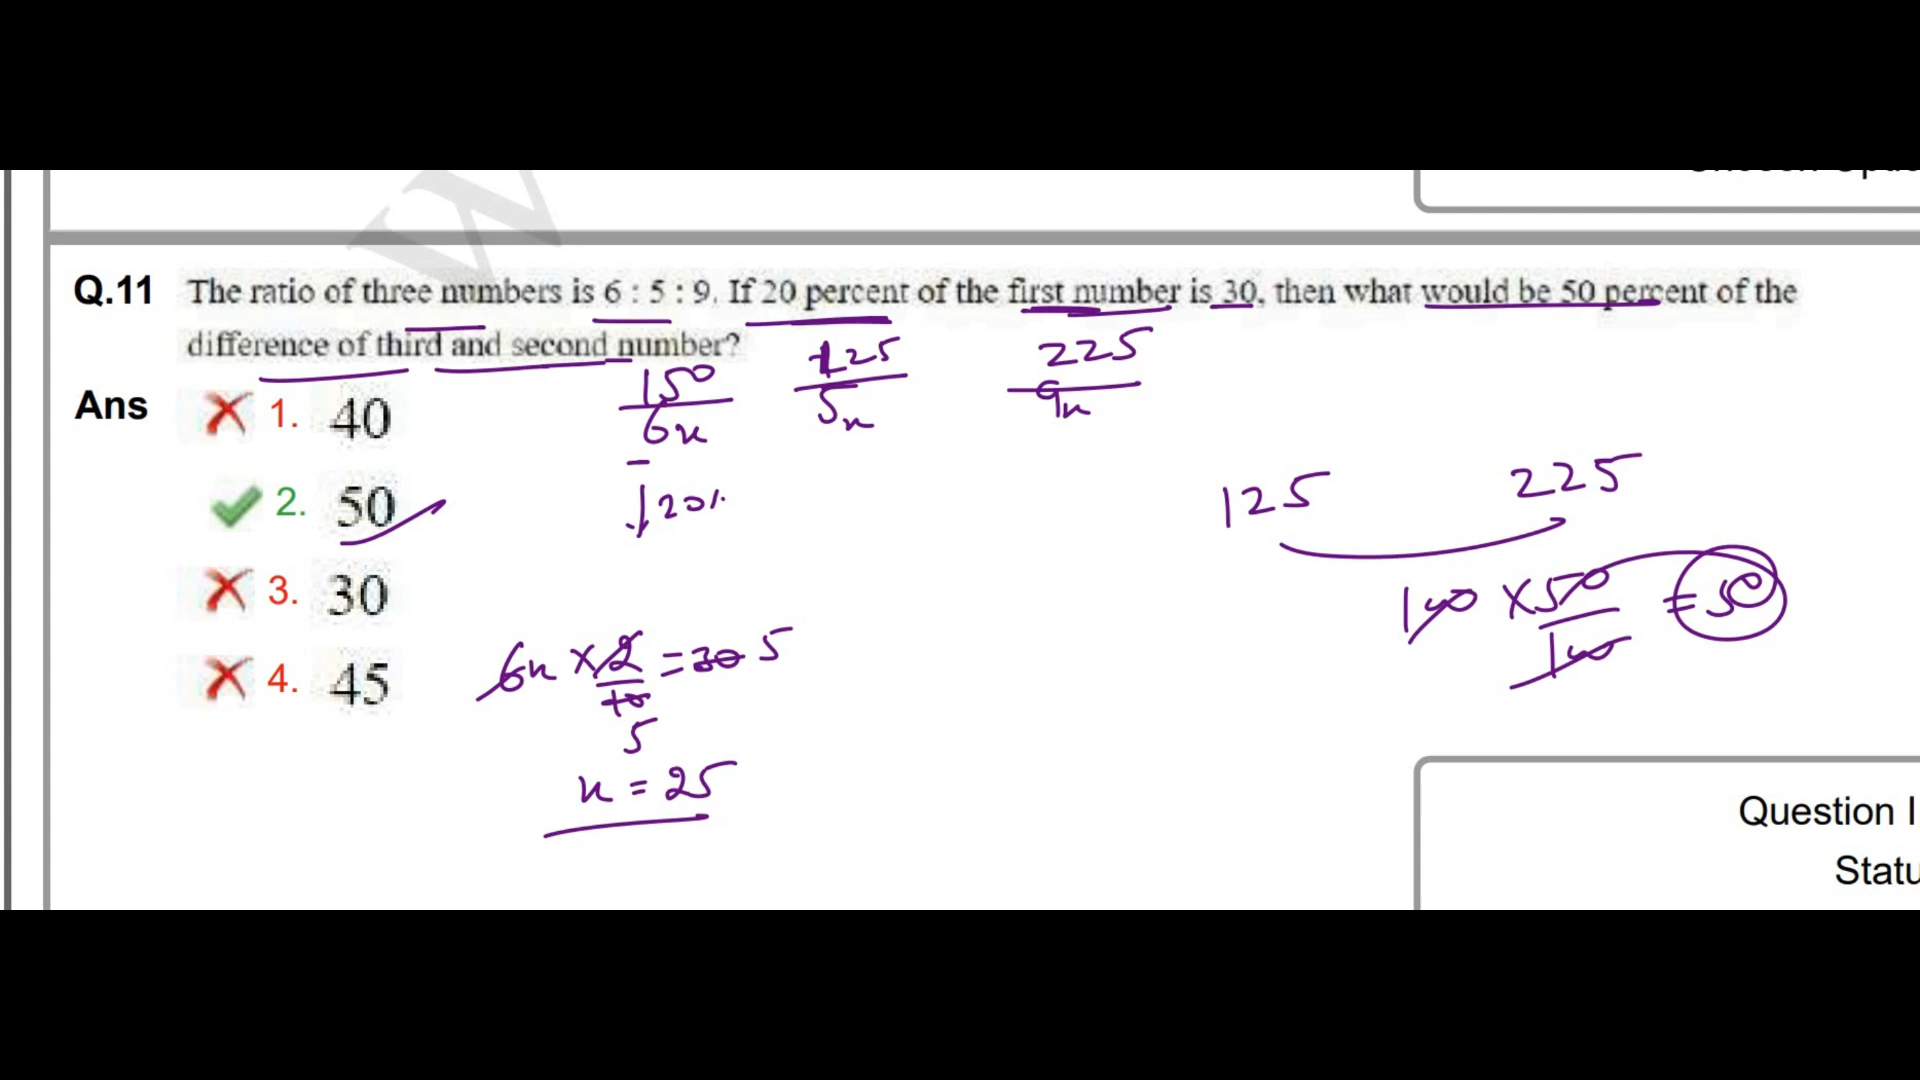 Q.11 The ratio of three numbers is 6 : 5 : 9. If 20 percent of the first number is 30, then what would be 50 percent of the
difference of third and second number?
150 125 225
6x 5x 9x
Ans 1. 40
20%
125 225
2. 50
100 × 50 = 50
100
3. 30
6x × 2 = 30 5
10
5
4. 45
x = 25
Question I
Statu